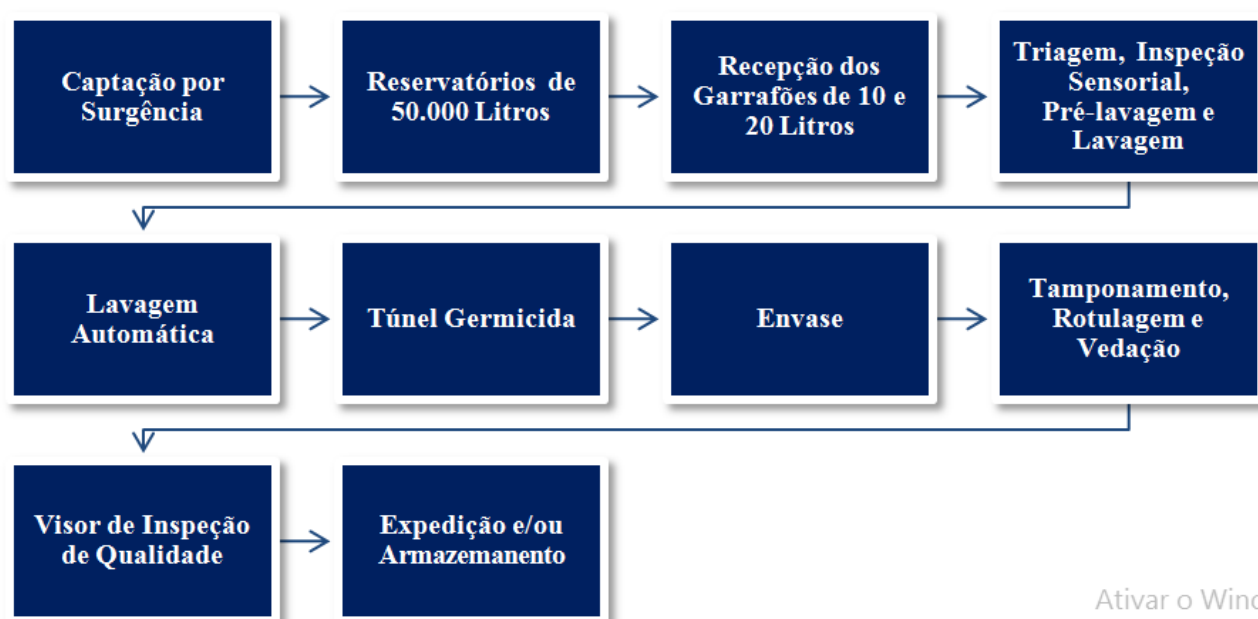 Captação por
Surgência
Reservatórios de
50.000 Litros
Recepção dos
Garrafões de 10 e
20 Litros
Triagem, Inspeção
Sensorial,
Pré-lavagem e
Lavagem
Lavagem
Automática
Túnel Germicida
Envase
Tamponamento,
Rotulagem e
Vedação
Visor de Inspeção
de Qualidade
Expedição e/ou
Armazemanento
Ativar o Wind